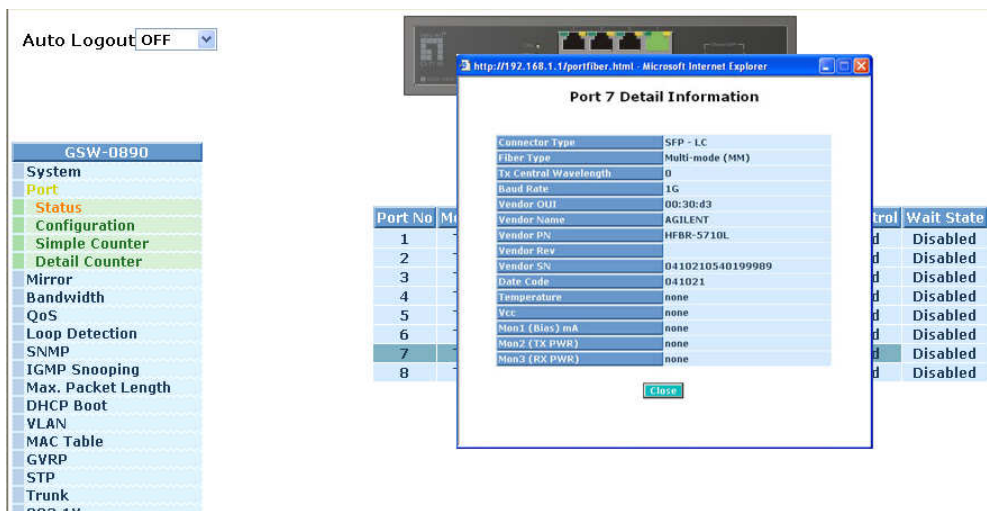 Auto Logout OFF
http://192.168.1.1/portfiber.html - Microsoft Internet Explorer
Port 7 Detail Information
Connector Type SFP - LC
Fiber Type Multi-mode (MM)
Tx Central Wavelength 0
Baud Rate 1G
Vendor OUI 00:30:d3
Vendor Name AGILENT
Vendor PN HFBR-5710L
Vendor Rev
Vendor SN 0410210540199989
Date Code 041021
Temperature none
Vcc none
Mon1 (Bias) mA none
Mon2 (TX PWR) none
Mon3 (RX PWR) none
Close
GSW-0890
System
Port
Status
Configuration
Simple Counter
Detail Counter
Mirror
Bandwidth
QoS
Loop Detection
SNMP
IGMP Snooping
Max. Packet Length
DHCP Boot
VLAN
MAC Table
GVRP
STP
Trunk
Port No Wait State
1 Disabled
2 Disabled
3 Disabled
4 Disabled
5 Disabled
6 Disabled
7 Disabled
8 Disabled